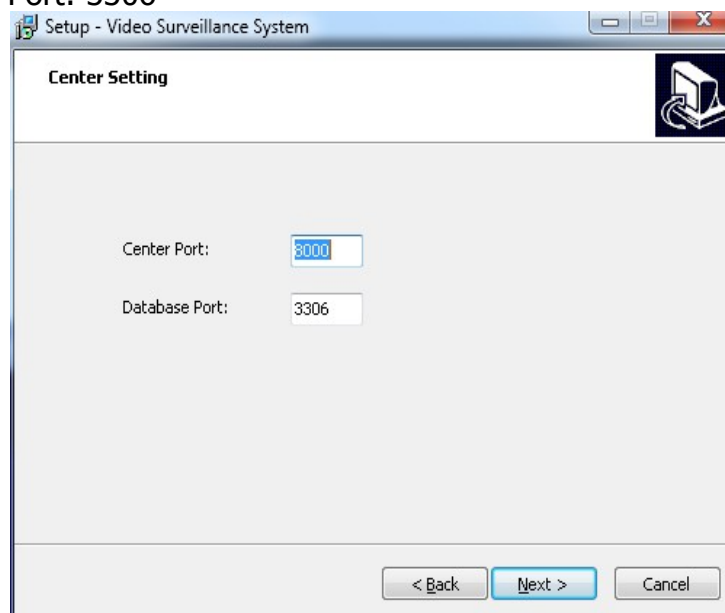 Port: 3306
Setup - Video Surveillance System
Center Setting
Center Port: 8000
Database Port: 3306
< Back Next > Cancel